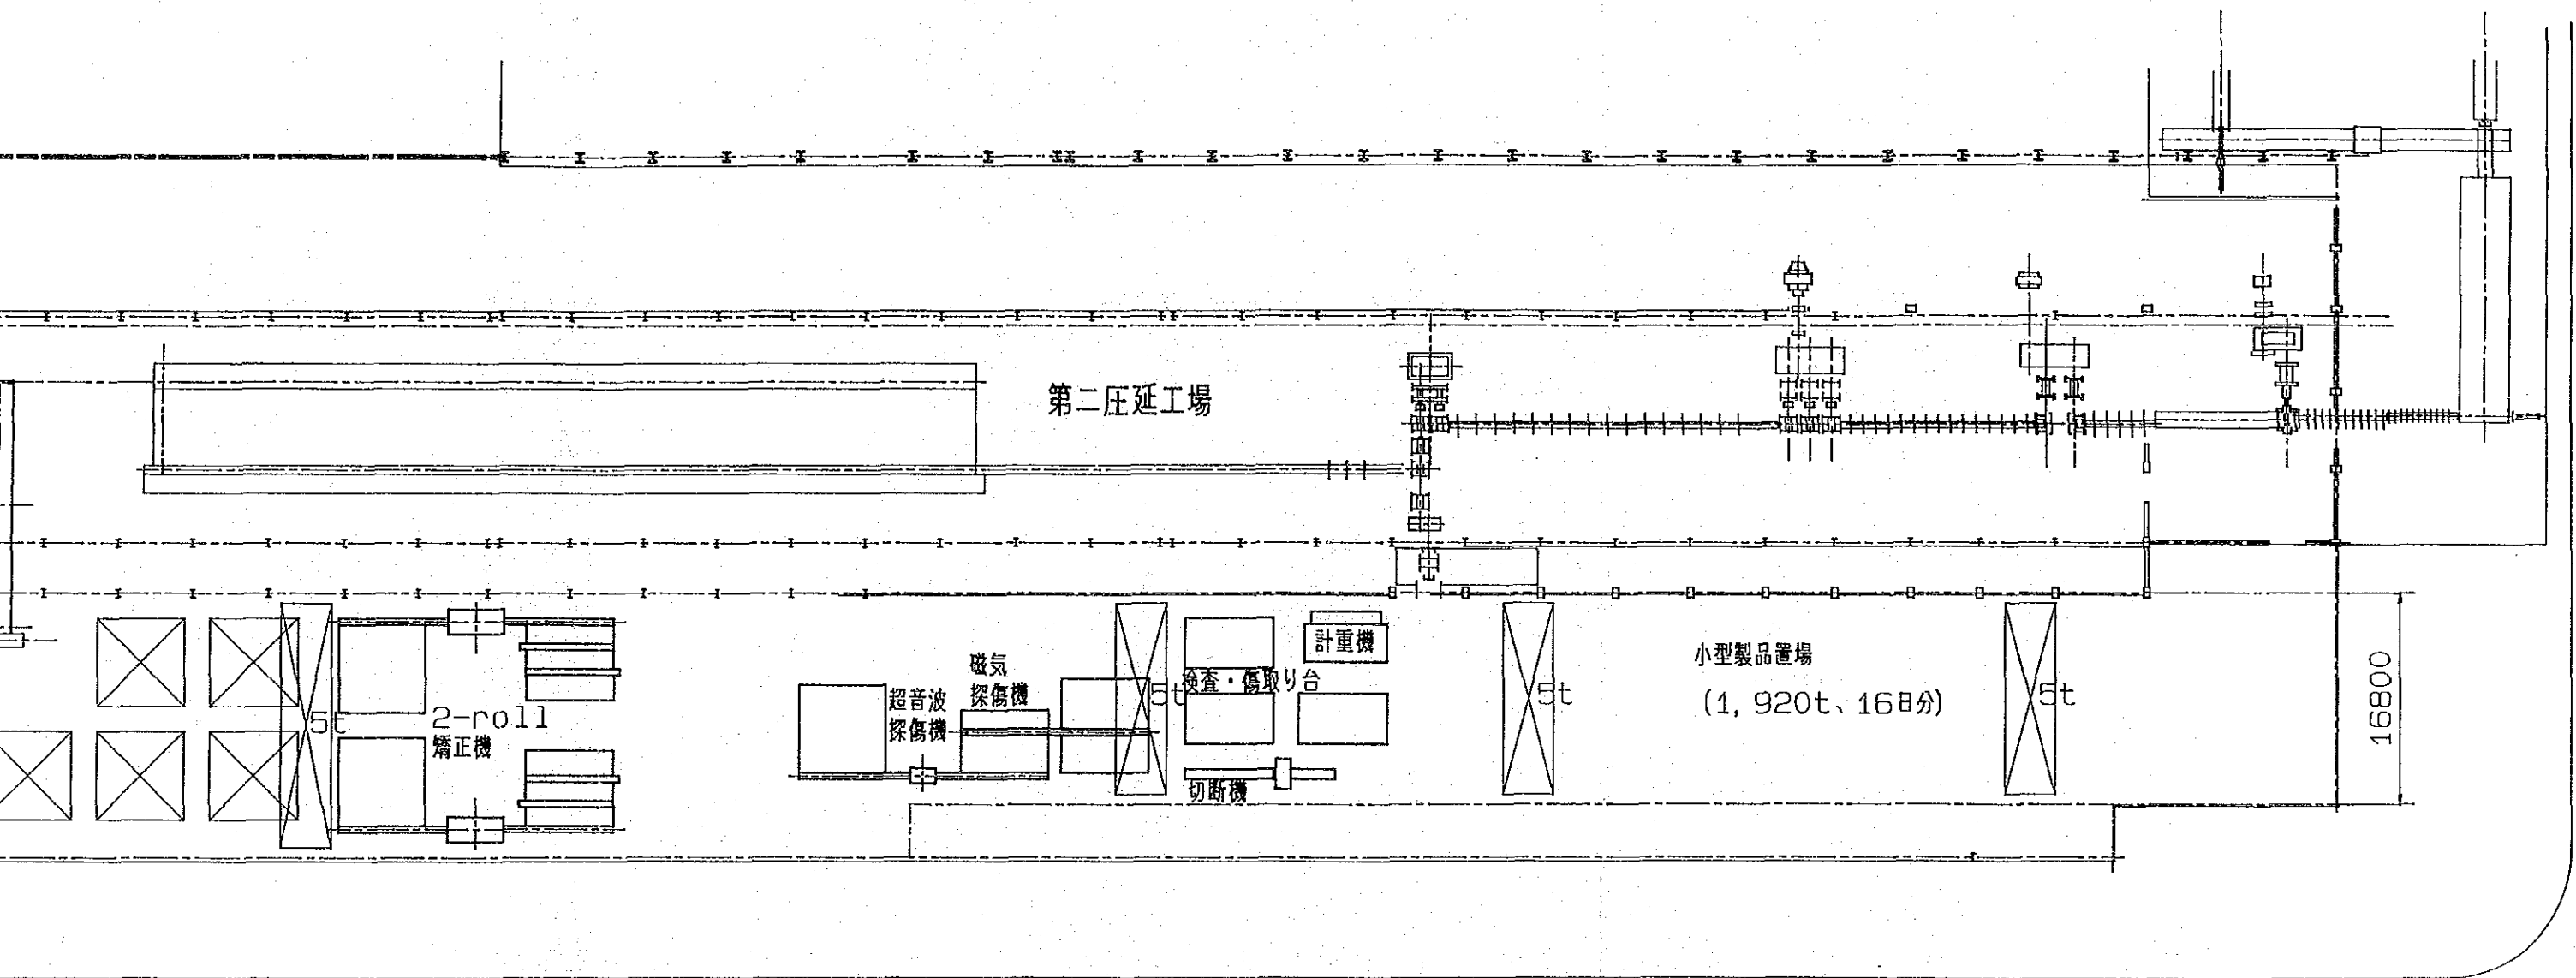 第二圧延工場
5t
2-roll
矯正機
超音波
探傷機
磁気
探傷機
5t
検査・傷取り台
計重機
切断機
5t
小型製品置場
(1,920t、16日分)
5t
16800